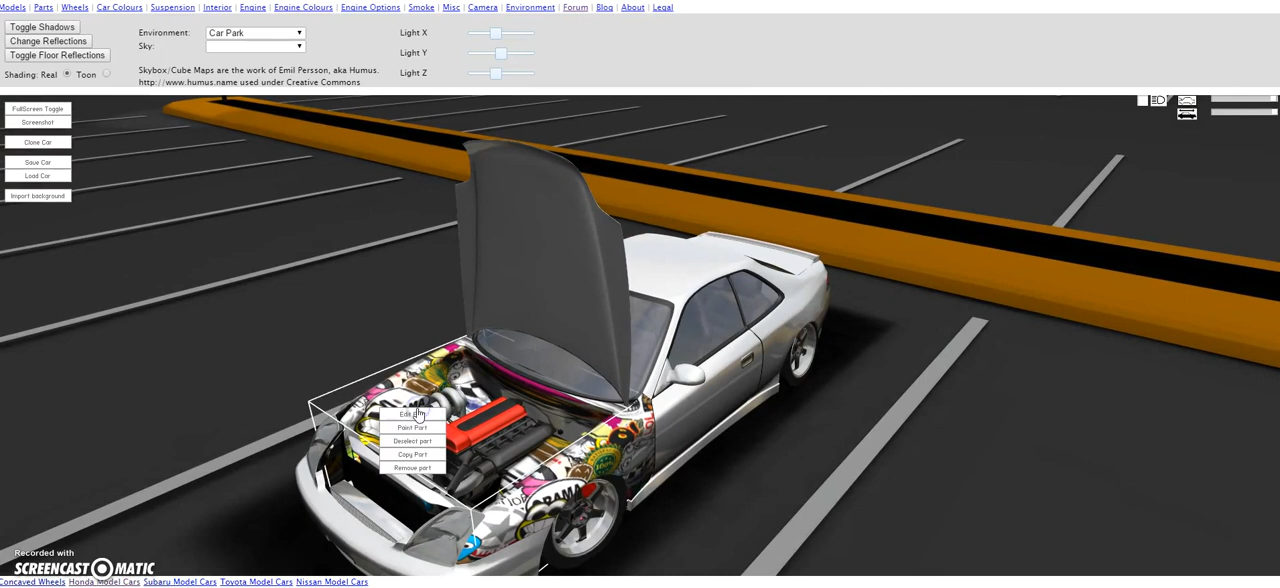 Models | Parts | Wheels | Car Colours | Suspension | Interior | Engine | Engine Colours | Engine Options | Smoke | Misc | Camera | Environment | Forum | Blog | About | Legal
Toggle Shadows
Change Reflections
Toggle Floor Reflections
Shading: Real Toon
Environment: Car Park
Sky:
Skybox/Cube Maps are the work of Emil Persson, aka Humus.
http://www.humus.name used under Creative Commons
Light X
Light Y
Light Z
FullScreen Toggle
Screenshot
Clone Car
Save Car
Load Car
Import background
Paint Part
Deselect part
Copy Part
Remove part
OBAMA
Recorded with
SCREENCAST MATIC
Concaved Wheels Honda Model Cars Subaru Model Cars Toyota Model Cars Nissan Model Cars